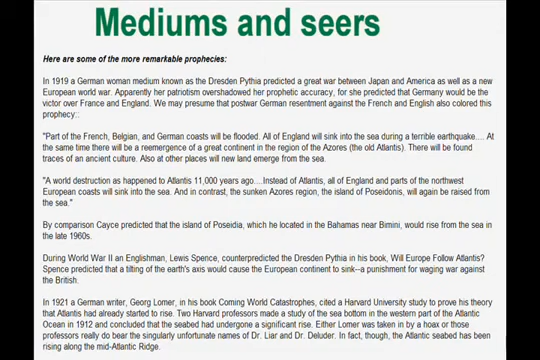 Mediums and seers
Here are some of the more remarkable prophecies:
In 1919 a German woman medium known as the Dresden Pythia predicted a great war between Japan and America as well as a new
European world war. Apparently her patriotism overshadowed her prophetic accuracy, for she predicted that Germany would be the
victor over France and England. We may presume that postwar German resentment against the French and English also colored this
prophecy::
"Part of the French, Belgian, and German coasts will be flooded. All of England will sink into the sea during a terrible earthquake.... At
the same time there will be a reemergence of a great continent in the region of the Azores (the old Atlantis). There will be found
traces of an ancient culture. Also at other places will new land emerge from the sea.
"A world destruction as happened to Atlantis 11,000 years ago....Instead of Atlantis, all of England and parts of the northwest
European coasts will sink into the sea. And in contrast, the sunken Azores region, the island of Poseidonis, will again be raised from
the sea."
By comparison Cayce predicted that the island of Poseidia, which he located in the Bahamas near Bimini, would rise from the sea in
the late 1960s.
During World War II an Englishman, Lewis Spence, counterpredicted the Dresden Pythia in his book, Will Europe Follow Atlantis?
Spence predicted that a tilting of the earth's axis would cause the European continent to sink--a punishment for waging war against
the British.
In 1921 a German writer, Georg Lomer, in his book Coming World Catastrophes, cited a Harvard University study to prove his theory
that Atlantis had already started to rise. Two Harvard professors made a study of the sea bottom in the western part of the Atlantic
Ocean in 1912 and concluded that the seabed had undergone a significant rise. Either Lomer was taken in by a hoax or those
professors really do bear the singularly unfortunate names of Dr. Liar and Dr. Deluder. In fact, though, the Atlantic seabed has been
rising along the mid-Atlantic Ridge.